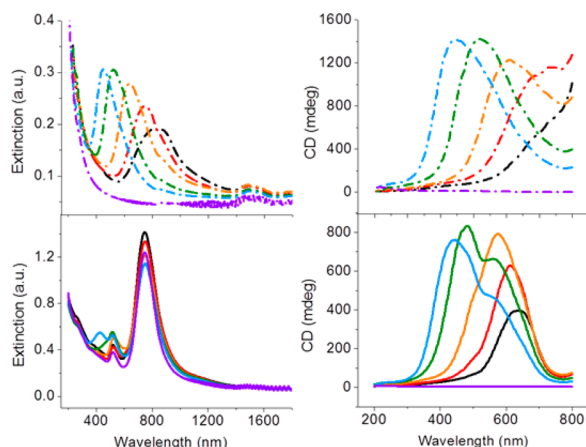 0.4
0.3
0.2
0.1
Extinction (a.u.)
1600
1200
800
400
0
CD (mdeg)
1.2
0.8
0.4
0.0
Extinction (a.u.)
400 800 1200 1600
Wavelength (nm)
800
600
400
200
0
CD (mdeg)
200 400 600 800
Wavelength (nm)